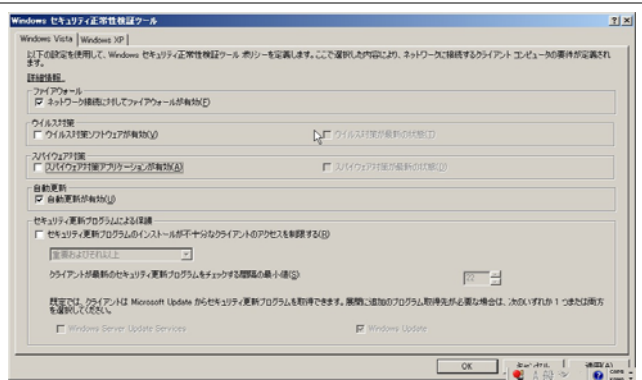 Windows セキュリティ正常性検証ツール
Windows Vista
Windows XP
以下の設定を使用して、Windows セキュリティ正常性検証ツール ポリシーを定義します。ここで選択した内容により、ネットワークに接続するクライアント コンピュータの要件が定義されます。
詳細情報...
ファイアウォール
ネットワーク接続に対してファイアウォールが有効(F)
ウイルス対策
ウイルス対策ソフトウェアが有効(V)
ウイルス対策が最新の状態(T)
スパイウェア対策
スパイウェア対策アプリケーションが有効(A)
スパイウェア対策が最新の状態(D)
自動更新
自動更新が有効(U)
セキュリティ更新プログラムによる保護
セキュリティ更新プログラムのインストールが不十分なクライアントのアクセスを制限する(R)
重要およびそれ以上
クライアントが最新のセキュリティ更新プログラムをチェックする間隔の最小値(S)
22
既定では、クライアントは Microsoft Update からセキュリティ更新プログラムを取得できます。展開に追加のプログラム取得先が必要な場合は、次のいずれか 1 つまたは両方
を選択してください。
Windows Server Update Services
Windows Update
OK
キャンセル
適用(A)